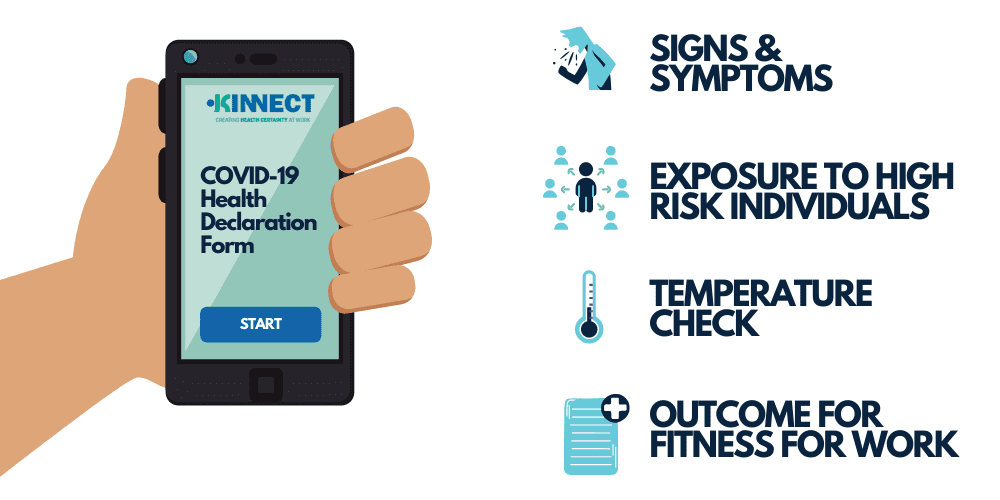 KINNECT
CREATING HEALTH CERTAINTY AT WORK
COVID-19
Health
Declaration
Form
START
SIGNS &
SYMPTOMS
EXPOSURE TO HIGH
RISK INDIVIDUALS
TEMPERATURE
CHECK
OUTCOME FOR
FITNESS FOR WORK